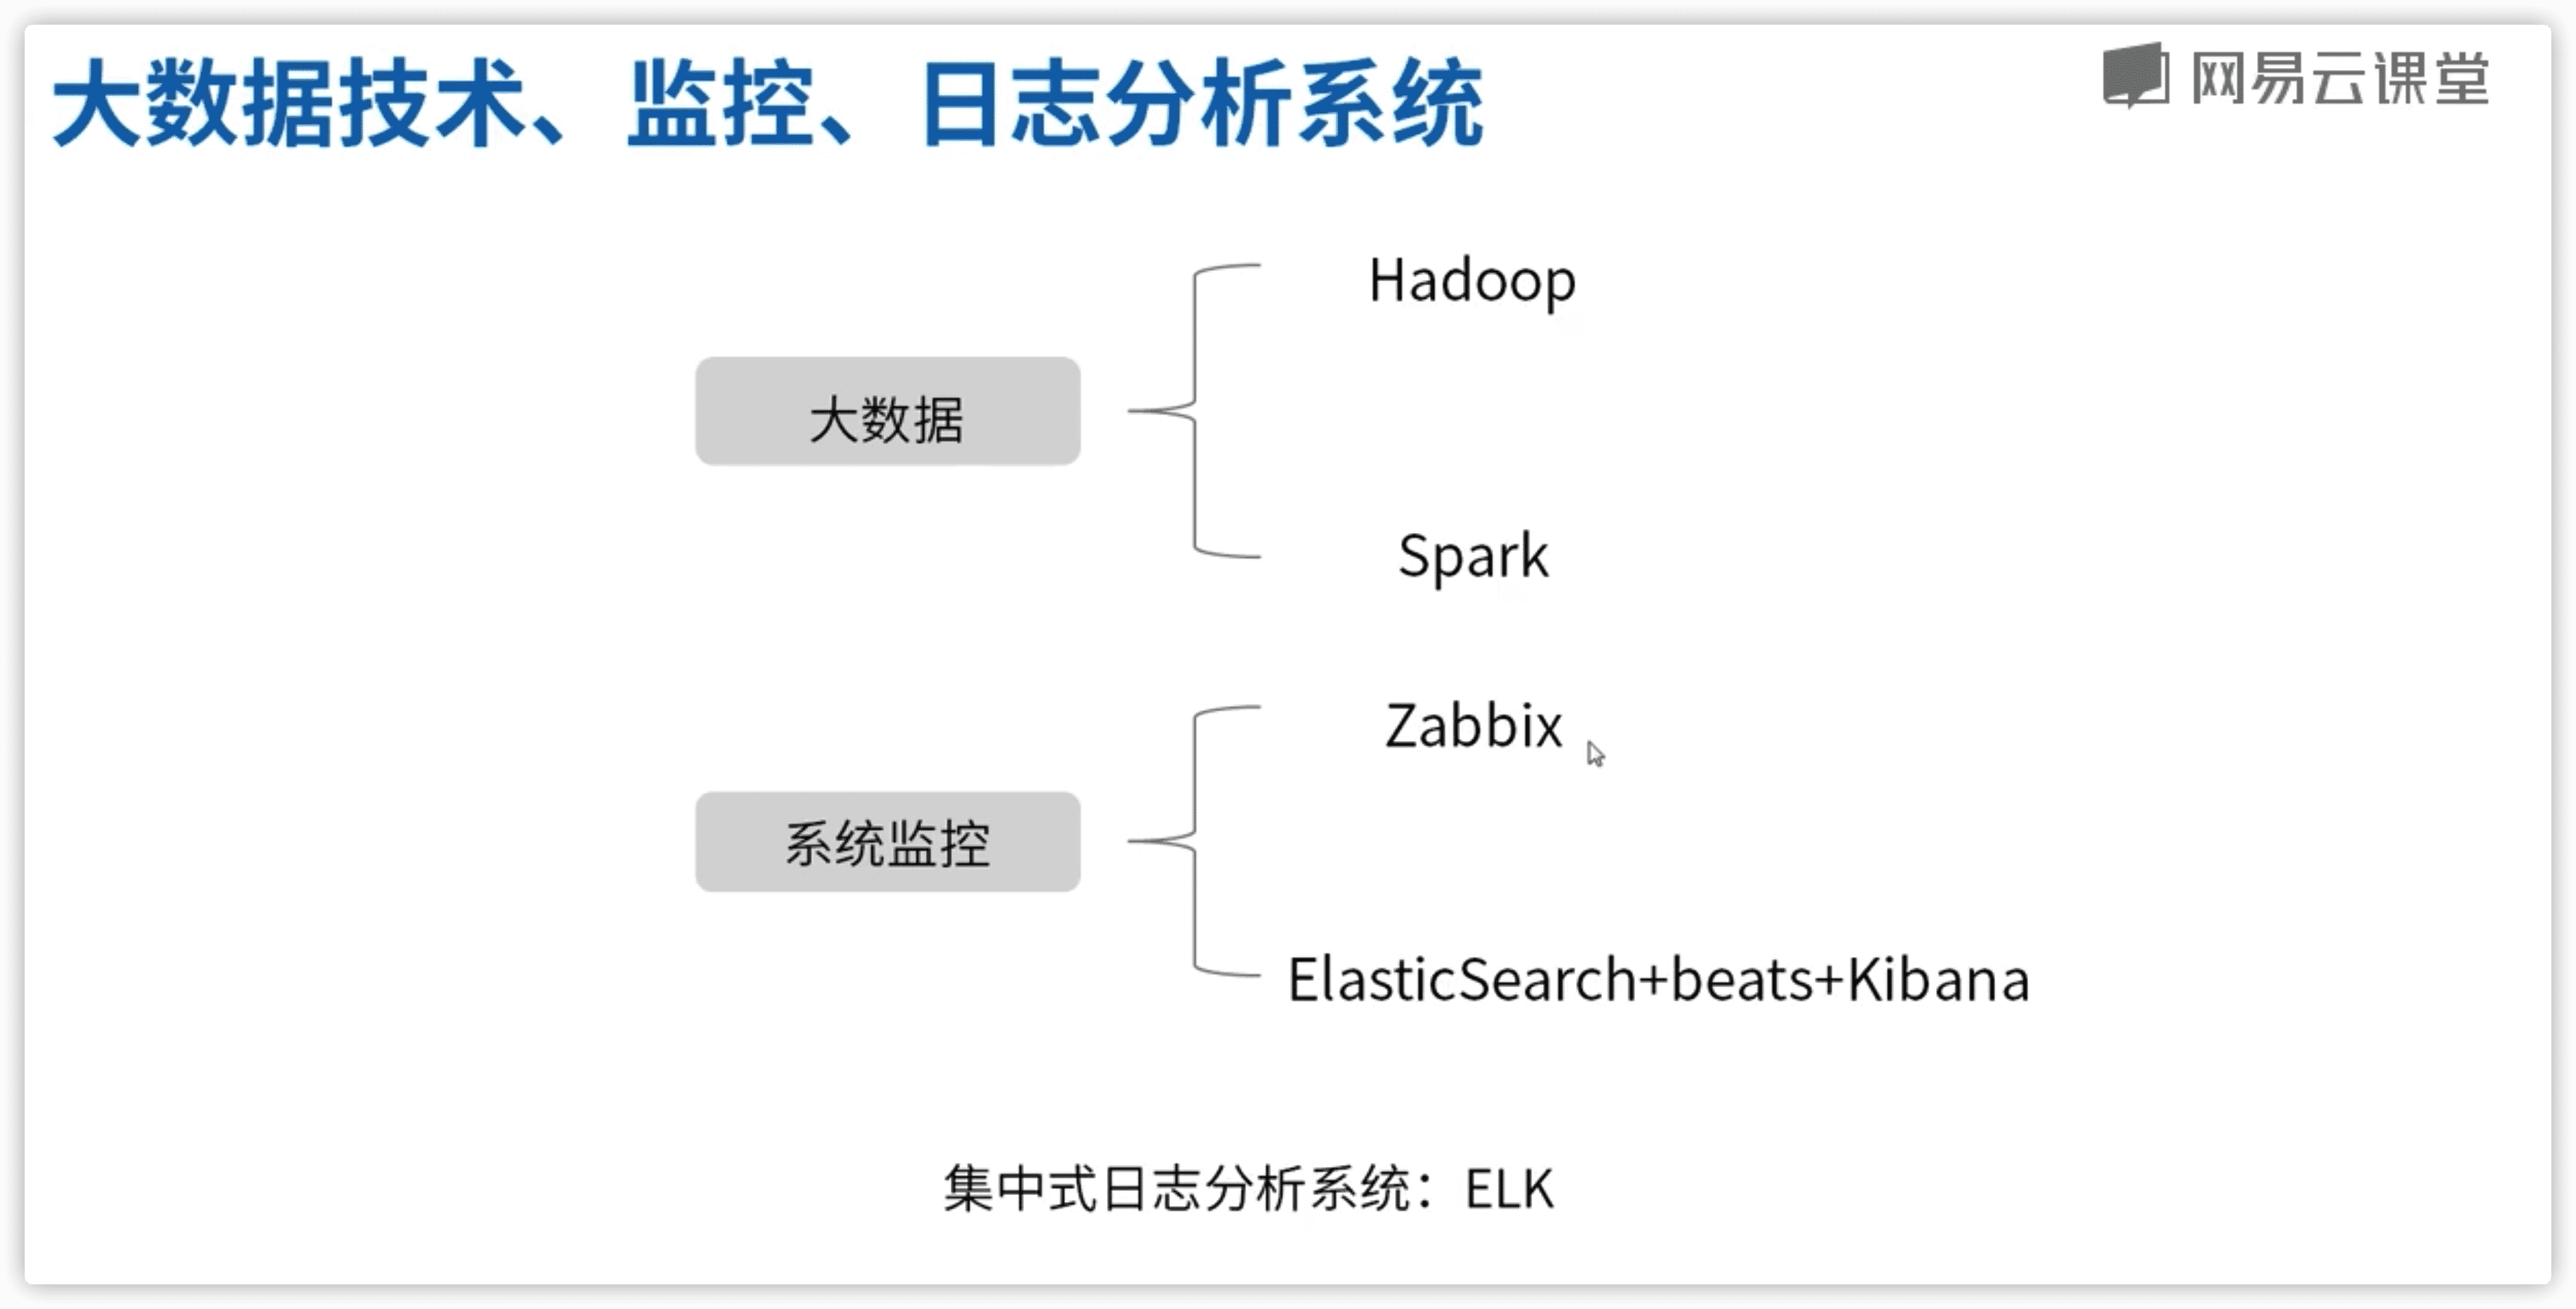 大数据技术、监控、日志分析系统
网易云课堂
Hadoop
大数据
Spark
Zabbix
系统监控
ElasticSearch+beats+Kibana
集中式日志分析系统：ELK